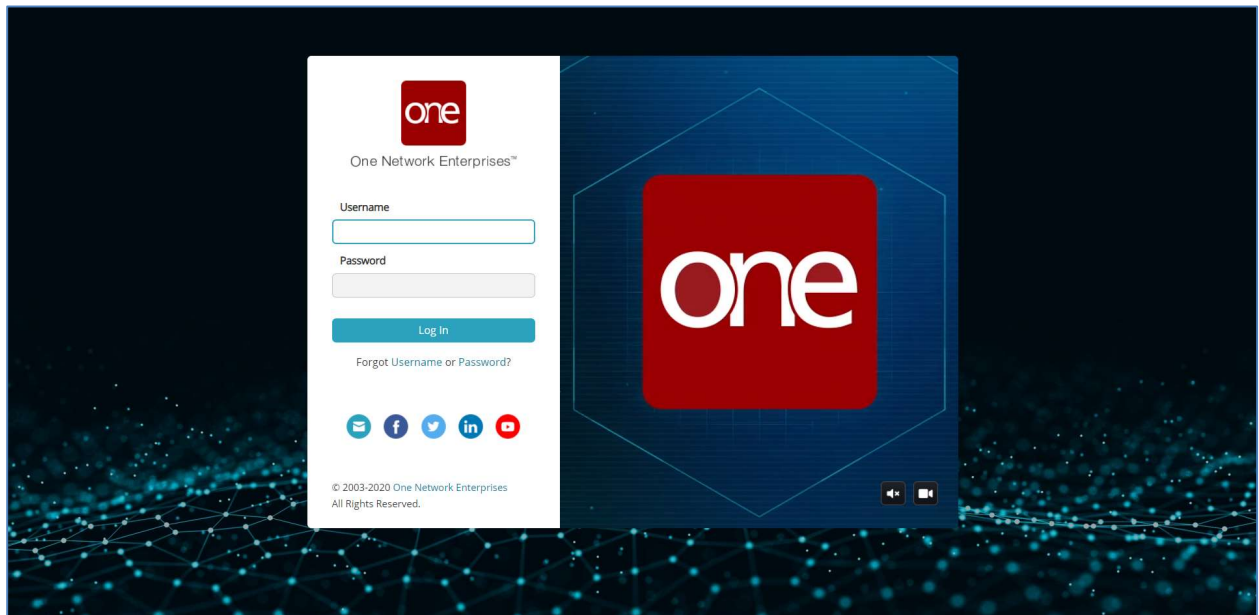 one
One Network Enterprises™
Username
Password
Log In
Forgot Username or Password?
© 2003-2020 One Network Enterprises
All Rights Reserved.
one